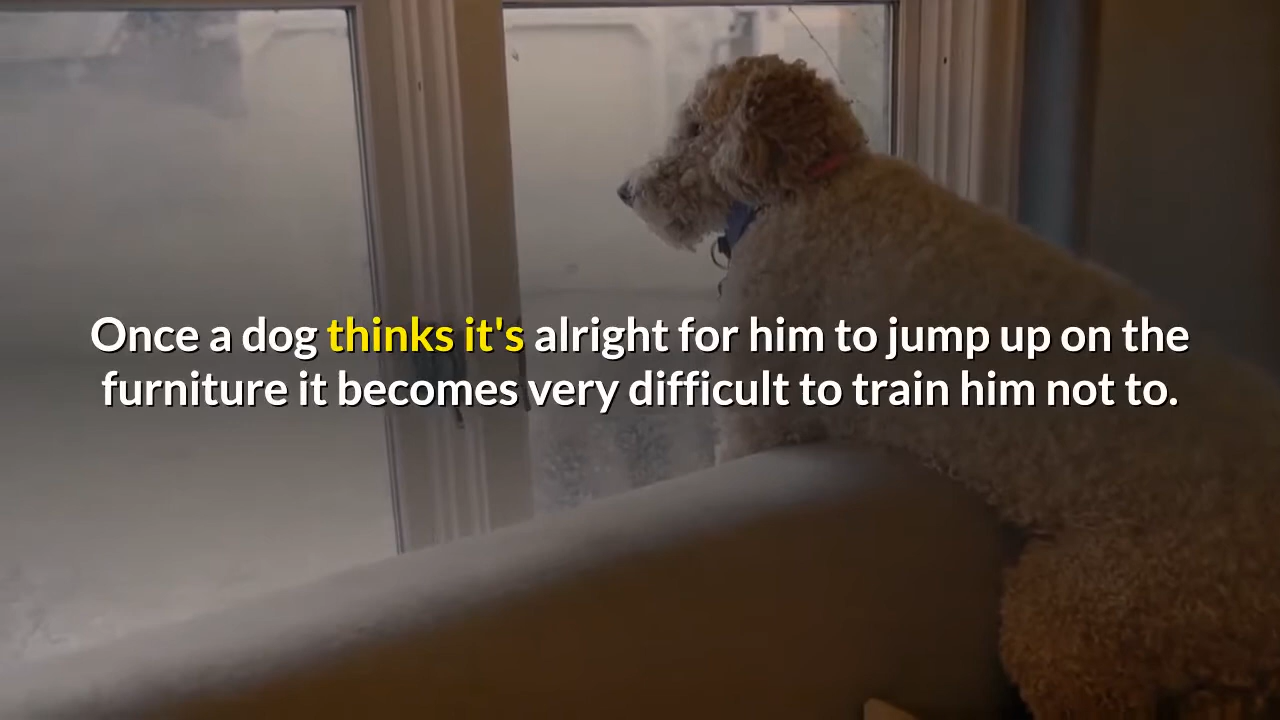 Once a dog thinks it's alright for him to jump up on the
furniture it becomes very difficult to train him not to.